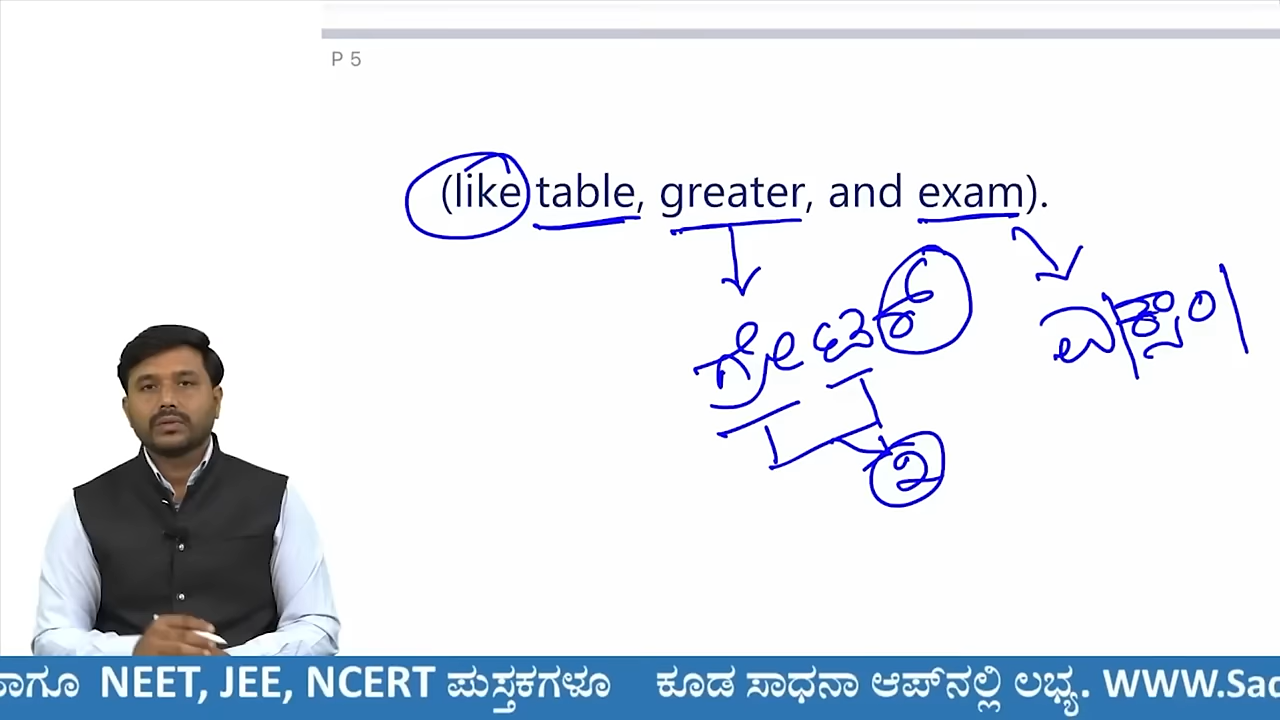 P 5
(like table, greater, and exam).
ಗ್ರೇಟರ್
ಎಕ್ಸಂ
ಹಾಗೂ NEET, JEE, NCERT ಪುಸ್ತಕಗಳೂ ಕೂಡ ಸಾಧನಾ ಆಪ್‌ನಲ್ಲಿ ಲಭ್ಯ. WWW.Sad